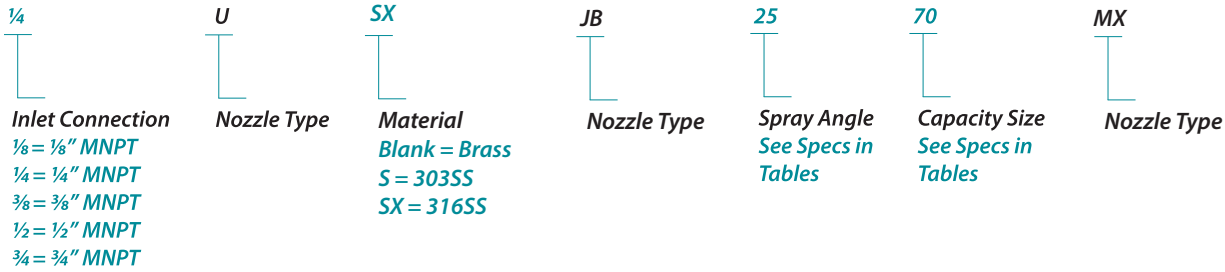 ¼ U SX JB 25 70 MX
Inlet Connection
⅛ = ⅛” MNPT
¼ = ¼” MNPT
⅜ = ⅜” MNPT
½ = ½” MNPT
¾ = ¾” MNPT
Nozzle Type
Material
Blank = Brass
S = 303SS
SX = 316SS
Nozzle Type
Spray Angle
See Specs in
Tables
Capacity Size
See Specs in
Tables
Nozzle Type